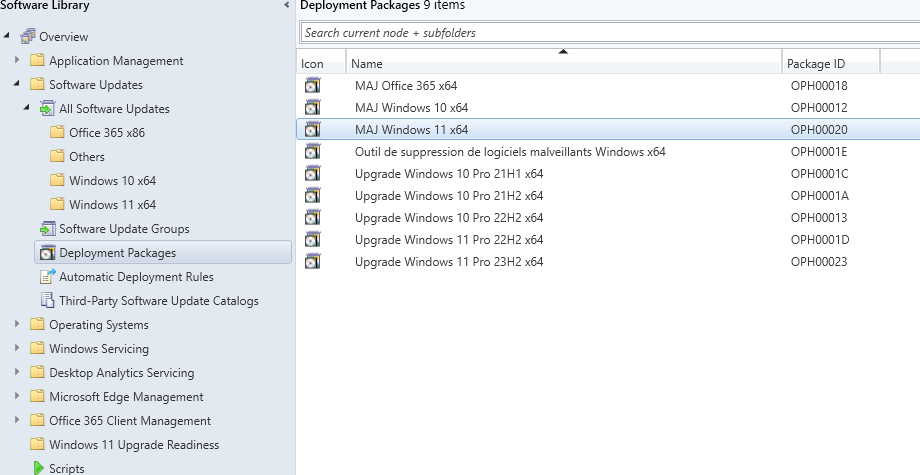 Software Library
Overview
Application Management
Software Updates
All Software Updates
Office 365 x86
Others
Windows 10 x64
Windows 11 x64
Software Update Groups
Deployment Packages
Automatic Deployment Rules
Third-Party Software Update Catalogs
Operating Systems
Windows Servicing
Desktop Analytics Servicing
Microsoft Edge Management
Office 365 Client Management
Windows 11 Upgrade Readiness
Scripts
Deployment Packages 9 items
Search current node + subfolders
Icon Name Package ID
MAJ Office 365 x64 OPH00018
MAJ Windows 10 x64 OPH00012
MAJ Windows 11 x64 OPH00020
Outil de suppression de logiciels malveillants Windows x64 OPH0001E
Upgrade Windows 10 Pro 21H1 x64 OPH0001C
Upgrade Windows 10 Pro 21H2 x64 OPH0001A
Upgrade Windows 10 Pro 22H2 x64 OPH00013
Upgrade Windows 11 Pro 22H2 x64 OPH0001D
Upgrade Windows 11 Pro 23H2 x64 OPH00023